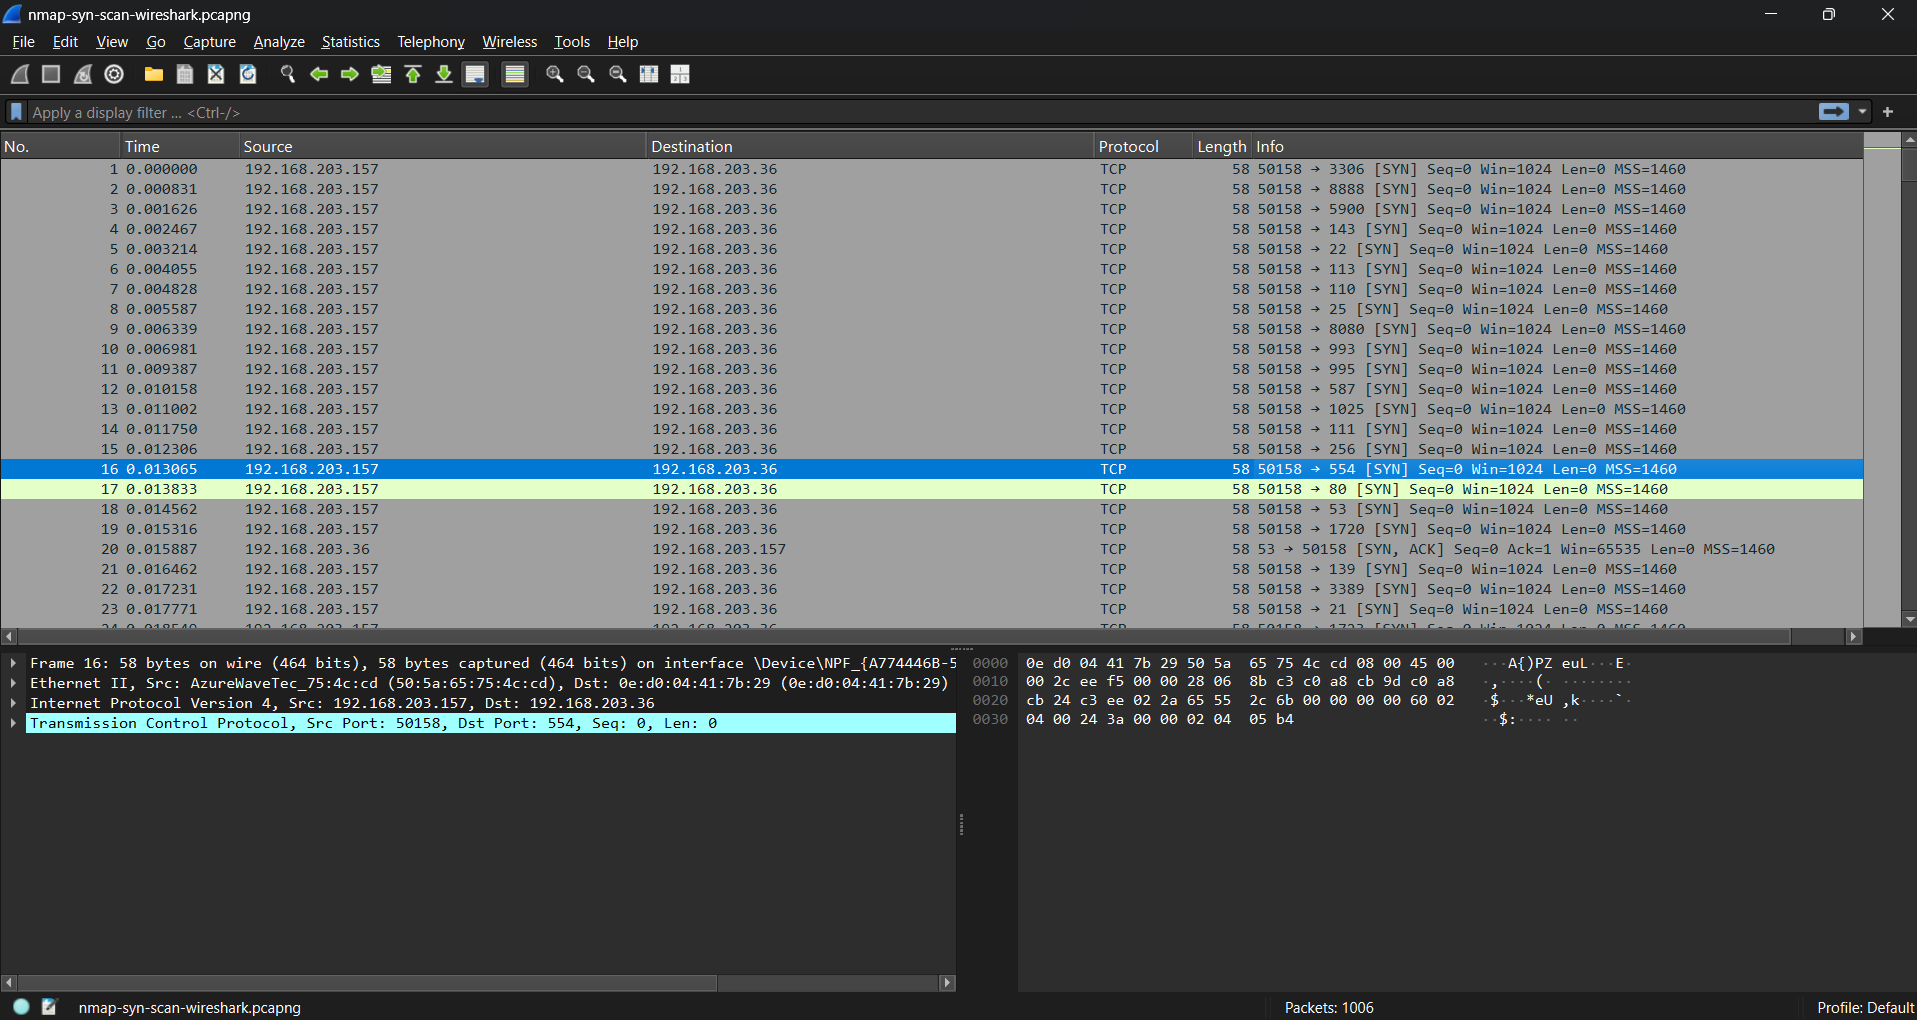 nmap-syn-scan-wireshark.pcapng
File Edit View Go Capture Analyze Statistics Telephony Wireless Tools Help
Apply a display filter ... <Ctrl-/>
No. Time Source Destination Protocol Length Info
1 0.000000 192.168.203.157 192.168.203.36 TCP 58 50158 → 3306 [SYN] Seq=0 Win=1024 Len=0 MSS=1460
2 0.000831 192.168.203.157 192.168.203.36 TCP 58 50158 → 8888 [SYN] Seq=0 Win=1024 Len=0 MSS=1460
3 0.001626 192.168.203.157 192.168.203.36 TCP 58 50158 → 5900 [SYN] Seq=0 Win=1024 Len=0 MSS=1460
4 0.002467 192.168.203.157 192.168.203.36 TCP 58 50158 → 143 [SYN] Seq=0 Win=1024 Len=0 MSS=1460
5 0.003214 192.168.203.157 192.168.203.36 TCP 58 50158 → 22 [SYN] Seq=0 Win=1024 Len=0 MSS=1460
6 0.004055 192.168.203.157 192.168.203.36 TCP 58 50158 → 113 [SYN] Seq=0 Win=1024 Len=0 MSS=1460
7 0.004828 192.168.203.157 192.168.203.36 TCP 58 50158 → 110 [SYN] Seq=0 Win=1024 Len=0 MSS=1460
8 0.005587 192.168.203.157 192.168.203.36 TCP 58 50158 → 25 [SYN] Seq=0 Win=1024 Len=0 MSS=1460
9 0.006339 192.168.203.157 192.168.203.36 TCP 58 50158 → 8080 [SYN] Seq=0 Win=1024 Len=0 MSS=1460
10 0.006981 192.168.203.157 192.168.203.36 TCP 58 50158 → 993 [SYN] Seq=0 Win=1024 Len=0 MSS=1460
11 0.009387 192.168.203.157 192.168.203.36 TCP 58 50158 → 995 [SYN] Seq=0 Win=1024 Len=0 MSS=1460
12 0.010158 192.168.203.157 192.168.203.36 TCP 58 50158 → 587 [SYN] Seq=0 Win=1024 Len=0 MSS=1460
13 0.011002 192.168.203.157 192.168.203.36 TCP 58 50158 → 1025 [SYN] Seq=0 Win=1024 Len=0 MSS=1460
14 0.011750 192.168.203.157 192.168.203.36 TCP 58 50158 → 111 [SYN] Seq=0 Win=1024 Len=0 MSS=1460
15 0.012306 192.168.203.157 192.168.203.36 TCP 58 50158 → 256 [SYN] Seq=0 Win=1024 Len=0 MSS=1460
16 0.013065 192.168.203.157 192.168.203.36 TCP 58 50158 → 554 [SYN] Seq=0 Win=1024 Len=0 MSS=1460
17 0.013833 192.168.203.157 192.168.203.36 TCP 58 50158 → 80 [SYN] Seq=0 Win=1024 Len=0 MSS=1460
18 0.014562 192.168.203.157 192.168.203.36 TCP 58 50158 → 53 [SYN] Seq=0 Win=1024 Len=0 MSS=1460
19 0.015316 192.168.203.157 192.168.203.36 TCP 58 50158 → 1720 [SYN] Seq=0 Win=1024 Len=0 MSS=1460
20 0.015887 192.168.203.36 192.168.203.157 TCP 58 53 → 50158 [SYN, ACK] Seq=0 Ack=1 Win=65535 Len=0 MSS=1460
21 0.016462 192.168.203.157 192.168.203.36 TCP 58 50158 → 139 [SYN] Seq=0 Win=1024 Len=0 MSS=1460
22 0.017231 192.168.203.157 192.168.203.36 TCP 58 50158 → 3389 [SYN] Seq=0 Win=1024 Len=0 MSS=1460
23 0.017771 192.168.203.157 192.168.203.36 TCP 58 50158 → 21 [SYN] Seq=0 Win=1024 Len=0 MSS=1460
Frame 16: 58 bytes on wire (464 bits), 58 bytes captured (464 bits) on interface \Device\NPF_{A774446B-5
Ethernet II, Src: AzureWaveTec_75:4c:cd (50:5a:65:75:4c:cd), Dst: 0e:d0:04:41:7b:29 (0e:d0:04:41:7b:29)
Internet Protocol Version 4, Src: 192.168.203.157, Dst: 192.168.203.36
Transmission Control Protocol, Src Port: 50158, Dst Port: 554, Seq: 0, Len: 0
0000 0e d0 04 41 7b 29 50 5a 65 75 4c cd 08 00 45 00 ···A{)PZ euL···E·
0010 00 2c ee f5 00 00 28 06 8b c3 c0 a8 cb 9d c0 a8 ·,····(· ········
0020 cb 24 c3 ee 02 2a 65 55 2c 6b 00 00 00 00 60 02 ·$···*eU ,k····`·
0030 04 00 24 3a 00 00 02 04 05 b4 ··$:···· ··
nmap-syn-scan-wireshark.pcapng Packets: 1006 Profile: Default